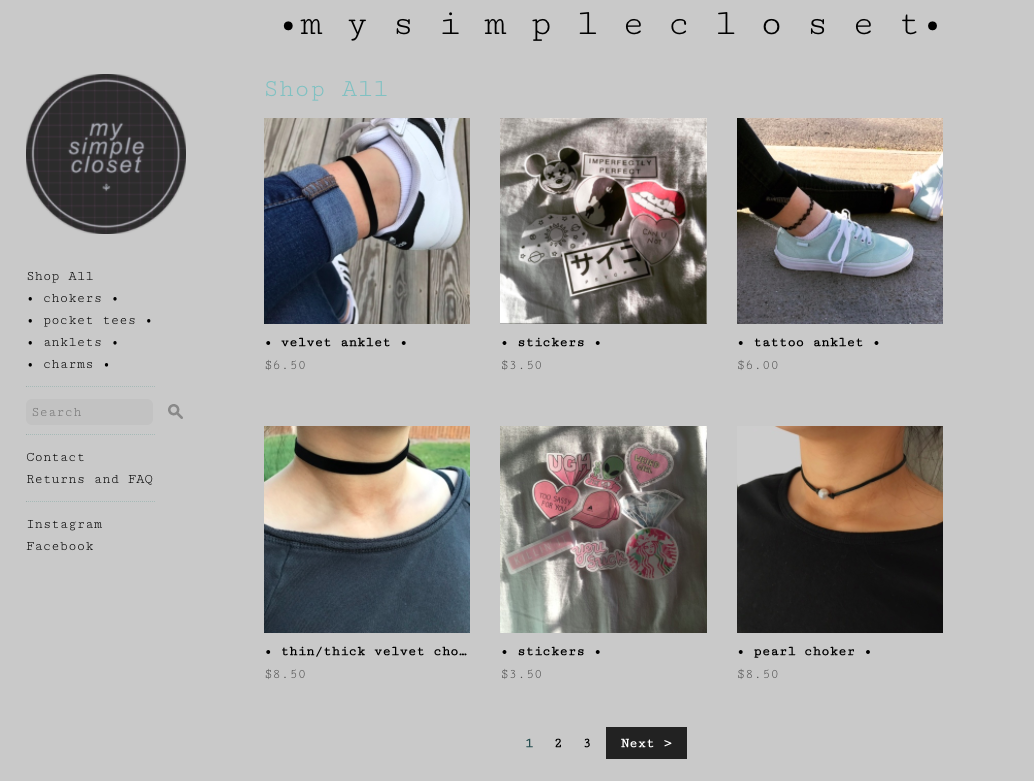 •mysimplecloset•
my
simple
closet
Shop All
• chokers •
• pocket tees •
• anklets •
• charms •
Search
Contact
Returns and FAQ
Instagram
Facebook
Shop All
IMPERFECTLY
PERFECT
CAN U
NOT
サイコ
• velvet anklet •
$6.50
• stickers •
$3.50
• tattoo anklet •
$6.00
UGH
TOO SASSY
FOR YOU
• thin/thick velvet cho…
$8.50
• stickers •
$3.50
• pearl choker •
$8.50
1 2 3 Next >